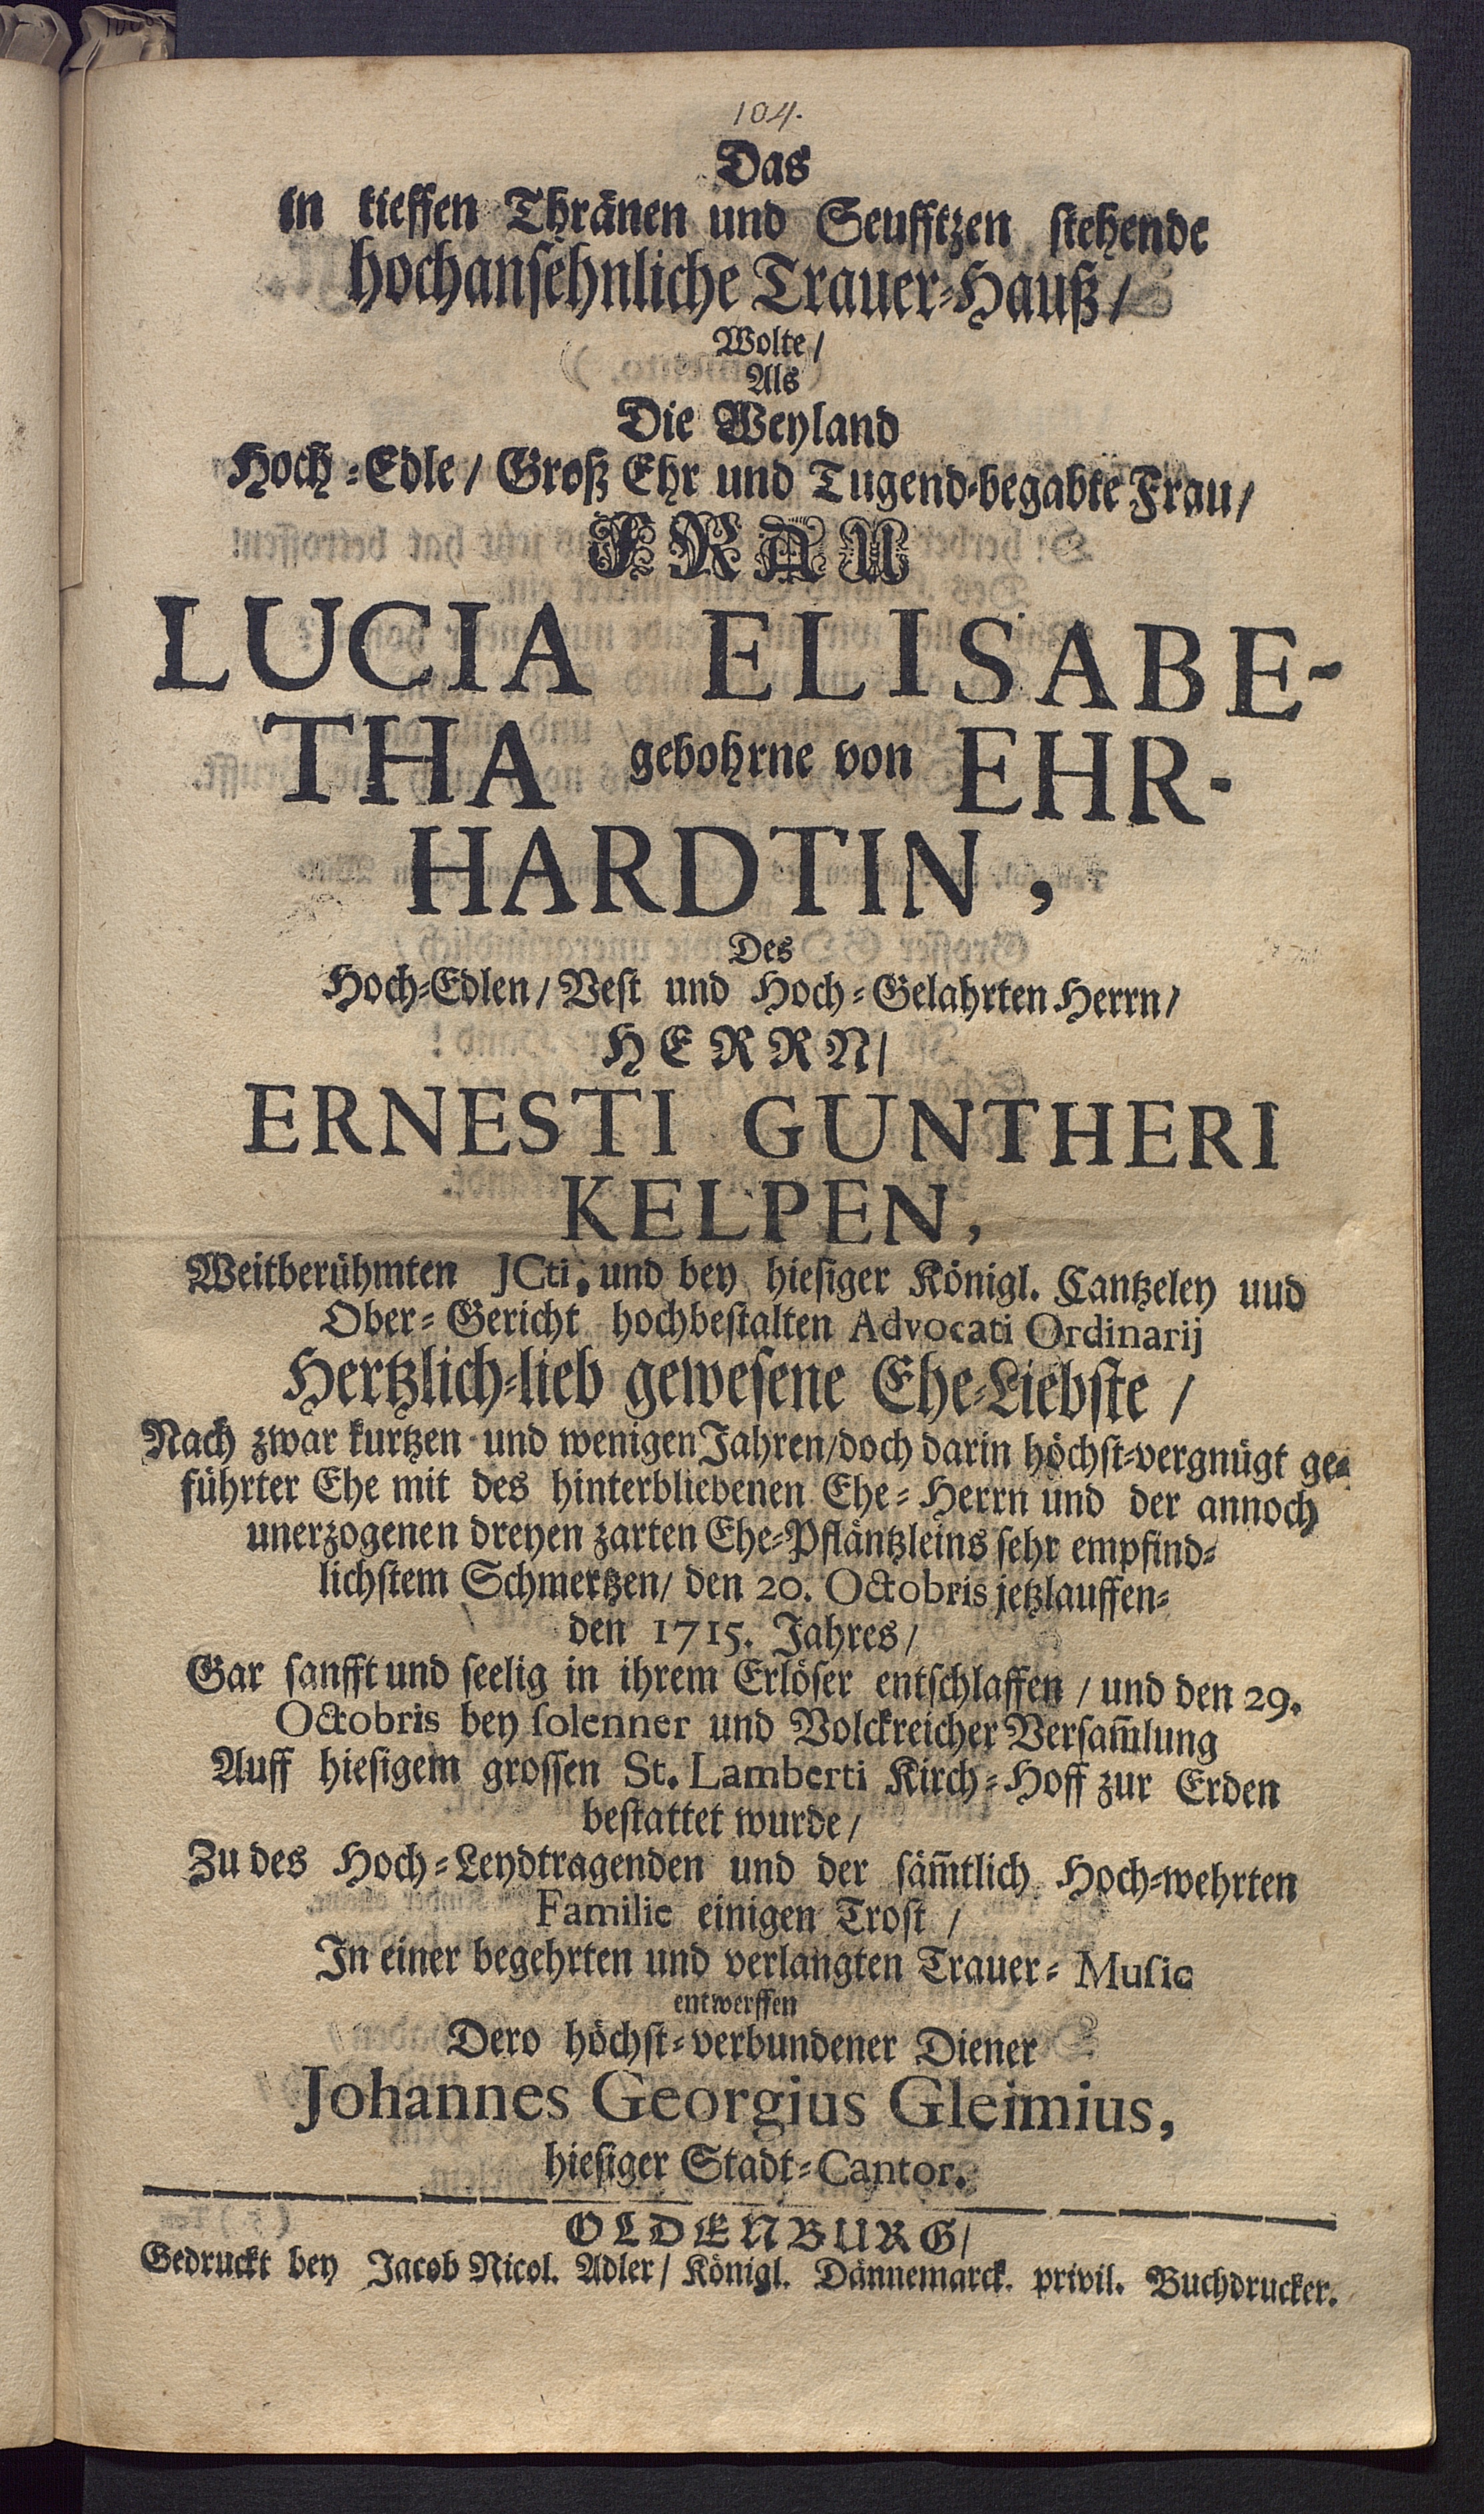 104.
Das
in tieffen Thränen und Seufftzen stehende
hochansehnliche Trauer-Hauß/
Wolte/
Als
Die Weyland
Hoch-Edle/ Groß Ehr und Tugend-begabte Frau/
FRAU
LUCIA ELISABE-
THA gebohrne von EHR-
HARDTIN,
Des
Hoch-Edlen/ Vest und Hoch-Gelahrten Herrn/
HERRN/
ERNESTI GUNTHERI
KELPEN,
Weitberühmten JCti, und bey hiesiger Königl. Cantzeley uud
Ober-Gericht hochbestalten Advocati Ordinarij
Hertzlich-lieb gewesene Ehe-Liebste/
Nach zwar kurtzen und wenigen Jahren/doch darin höchst-vergnügt ge-
führter Ehe mit des hinterbliebenen Ehe-Herrn und der annoch
unerzogenen dreyen zarten Ehe-Pfläntzleins sehr empfind-
lichstem Schmertzen/ den 20. Octobris jetzlauffen-
den 1715. Jahres/
Gar sanfft und seelig in ihrem Erlöser entschlaffen/ und den 29.
Octobris bey solenner und Volckreicher Versam̄lung
Auff hiesigem grossen St. Lamberti Kirch-Hoff zur Erden
bestattet wurde/
Zu des Hoch-Leydtragenden und der säm̄tlich Hoch-wehrten
Familie einigen Trost/
In einer begehrten und verlangten Trauer-Music
entwerffen
Dero höchst-verbundener Diener
Johannes Georgius Gleimius,
hiesiger Stadt-Cantor.
OLDENBURG/
Gedruckt bey Jacob Nicol. Adler/ Königl. Dännemarck. privil. Buchdrucker.